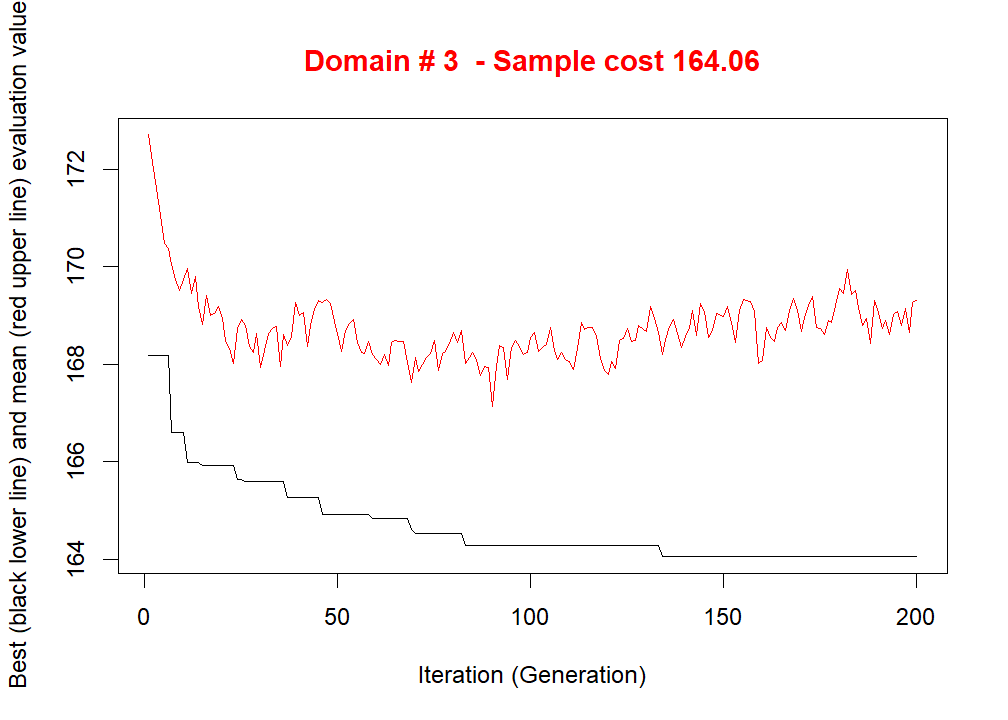 Domain # 3  - Sample cost 164.06
Best (black lower line) and mean (red upper line) evaluation value
172
170
168
166
164
0 50 100 150 200
Iteration (Generation)